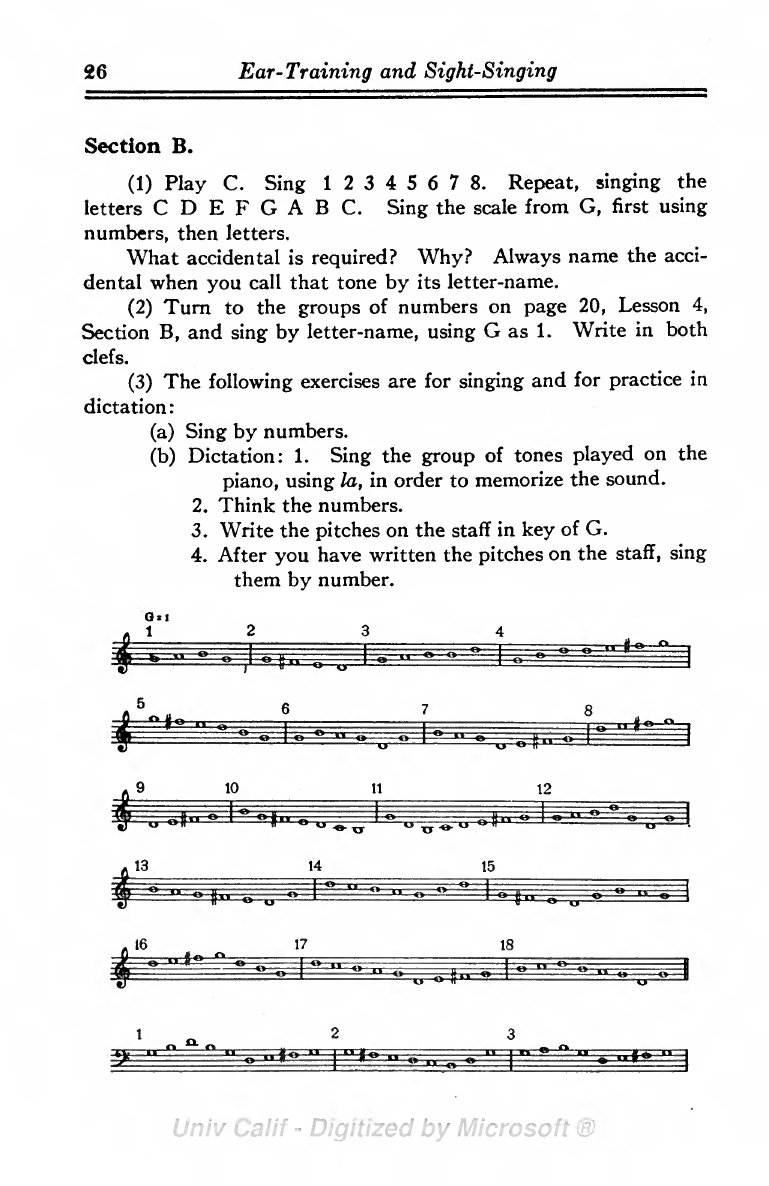 26 Ear-Training and Sight-Singing
Section B.
(1) Play C. Sing 1 2 3 4 5 6 7 8. Repeat, singing the
letters C D E F G A B C. Sing the scale from G, first using
numbers, then letters.
What accidental is required? Why? Always name the acci-
dental when you call that tone by its letter-name.
(2) Turn to the groups of numbers on page 20, Lesson 4,
Section B, and sing by letter-name, using G as 1. Write in both
clefs.
(3) The following exercises are for singing and for practice in
dictation:
(a) Sing by numbers.
(b) Dictation: 1. Sing the group of tones played on the
piano, using la, in order to memorize the sound.
2. Think the numbers.
3. Write the pitches on the staff in key of G.
4. After you have written the pitches on the staff, sing
them by number.
G=1
1 2 3 4
5 6 7 8
9 10 11 12
13 14 15
16 17 18
1 2 3
Univ Calif - Digitized by Microsoft ®